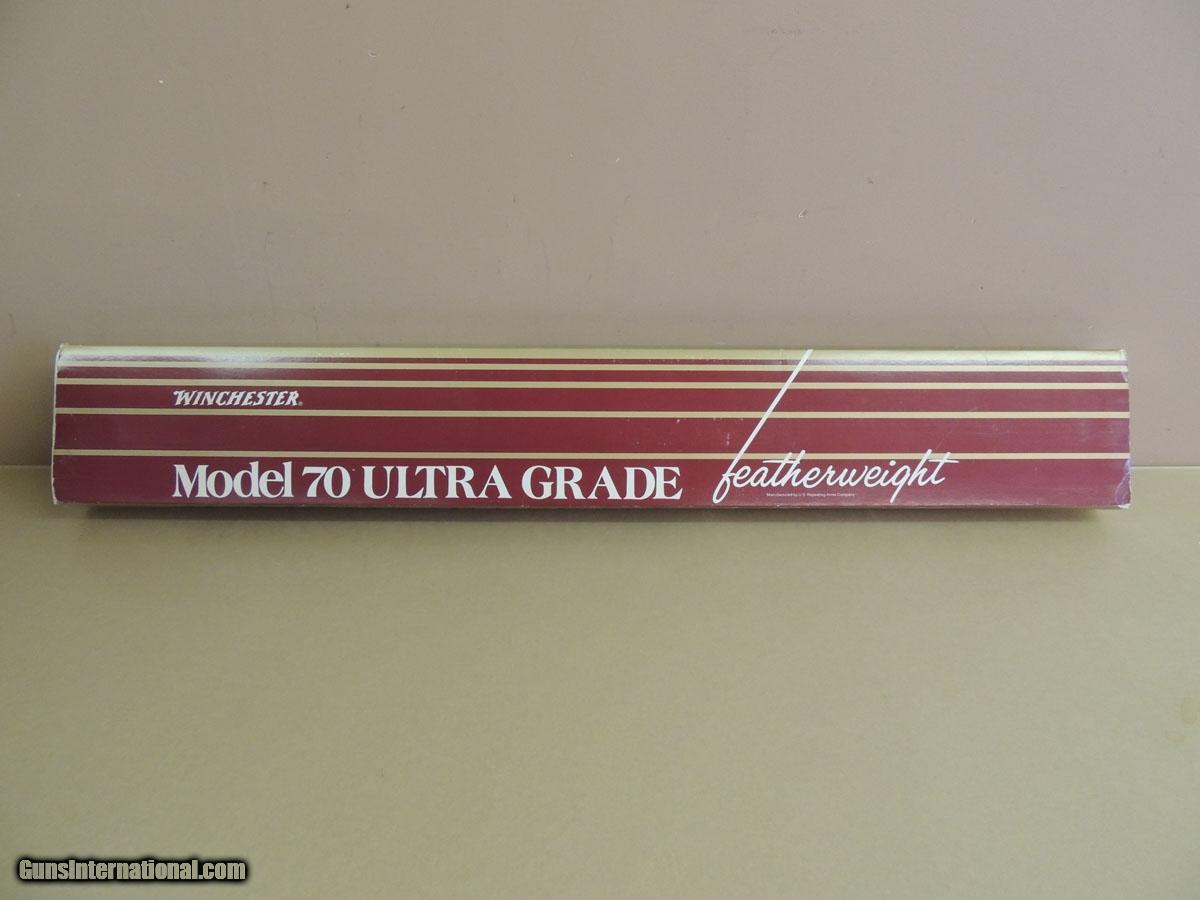 WINCHESTER®
Model 70 ULTRA GRADE featherweight
Manufactured by U.S. Repeating Arms Company
GunsInternational.com